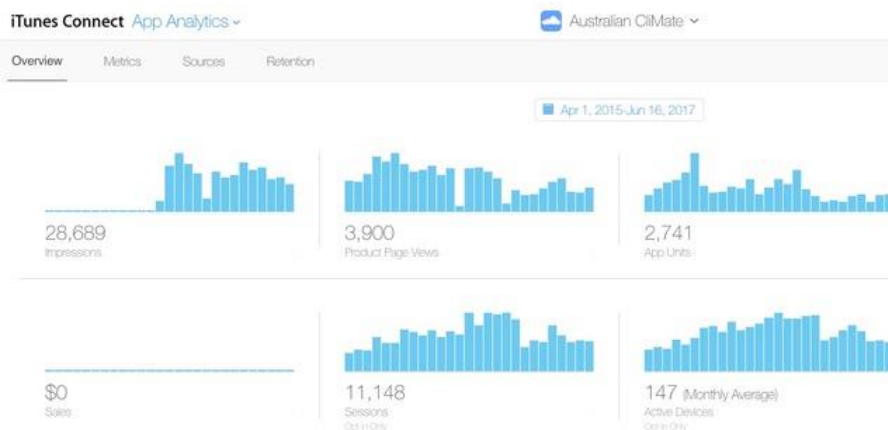 iTunes Connect App Analytics
Australian CliMate
Overview Metrics Sources Retention
Apr 1, 2015-Jun 16, 2017
28,689
Impressions
3,900
Product Page Views
2,741
App Units
$0
Sales
11,148
Sessions
Opt-in Only
147 (Monthly Average)
Active Devices
Opt-in Only